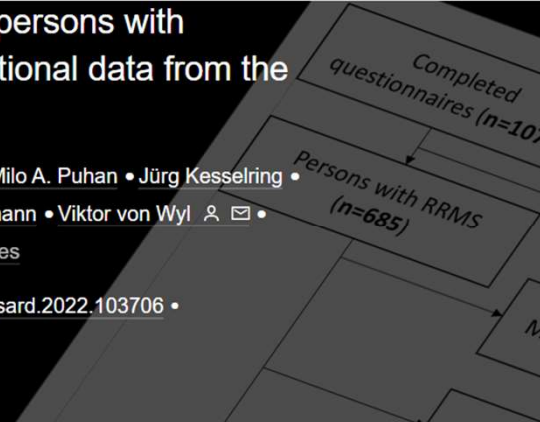 persons with
tional data from the
Milo A. Puhan • Jürg Kesselring •
ann • Viktor von Wyl •
es
sard.2022.103706 •
Completed
questionnaires (n=107
Persons with RRMS
(n=685)
M